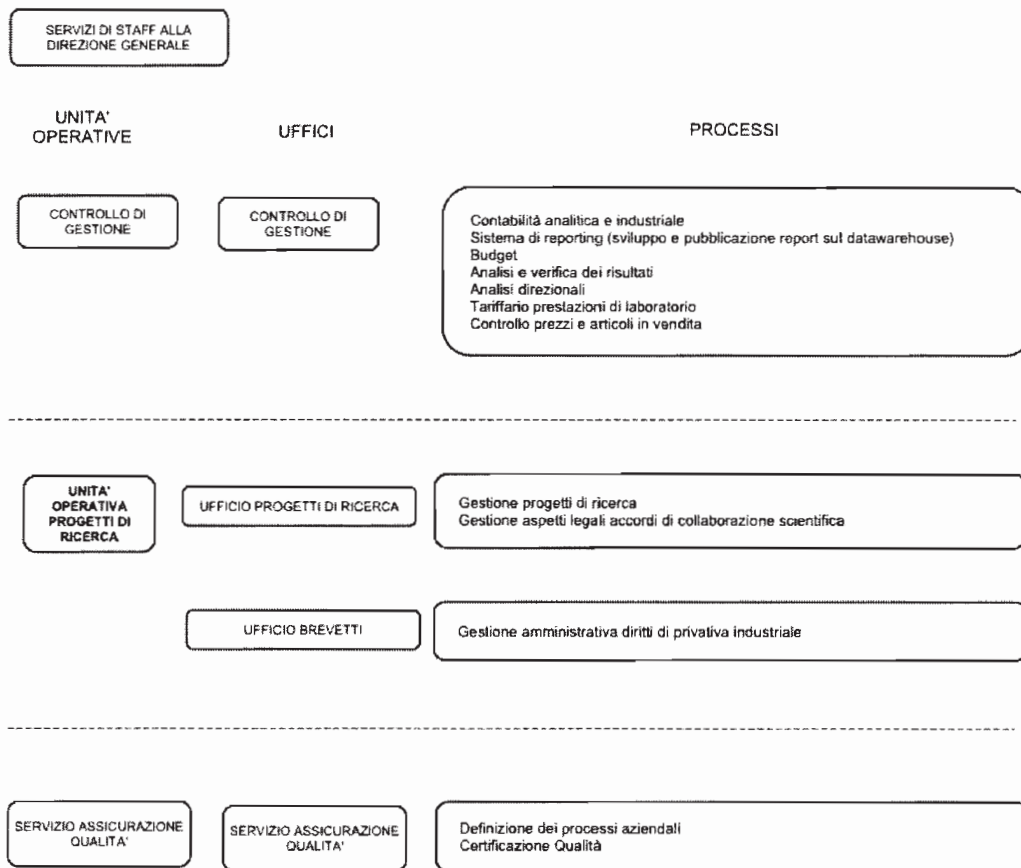 SERVIZI DI STAFF ALLA
DIREZIONE GENERALE
UNITA'
OPERATIVE
UFFICI
PROCESSI
CONTROLLO DI
GESTIONE
CONTROLLO DI
GESTIONE
Contabilità analitica e industriale
Sistema di reporting (sviluppo e pubblicazione report sul datawarehouse)
Budget
Analisi e verifica dei risultati
Analisi direzionali
Tariffario prestazioni di laboratorio
Controllo prezzi e articoli in vendita
UNITA'
OPERATIVA
PROGETTI DI
RICERCA
UFFICIO PROGETTI DI RICERCA
Gestione progetti di ricerca
Gestione aspetti legali accordi di collaborazione scientifica
UFFICIO BREVETTI
Gestione amministrativa diritti di privativa industriale
SERVIZIO ASSICURAZIONE
QUALITA'
SERVIZIO ASSICURAZIONE
QUALITA'
Definizione dei processi aziendali
Certificazione Qualità